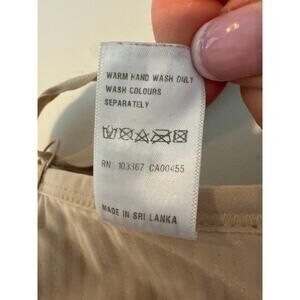 WARM HAND WASH ONLY
WASH COLOURS
SEPARATELY
RN 103367 CA00455
MADE IN SRI LANKA